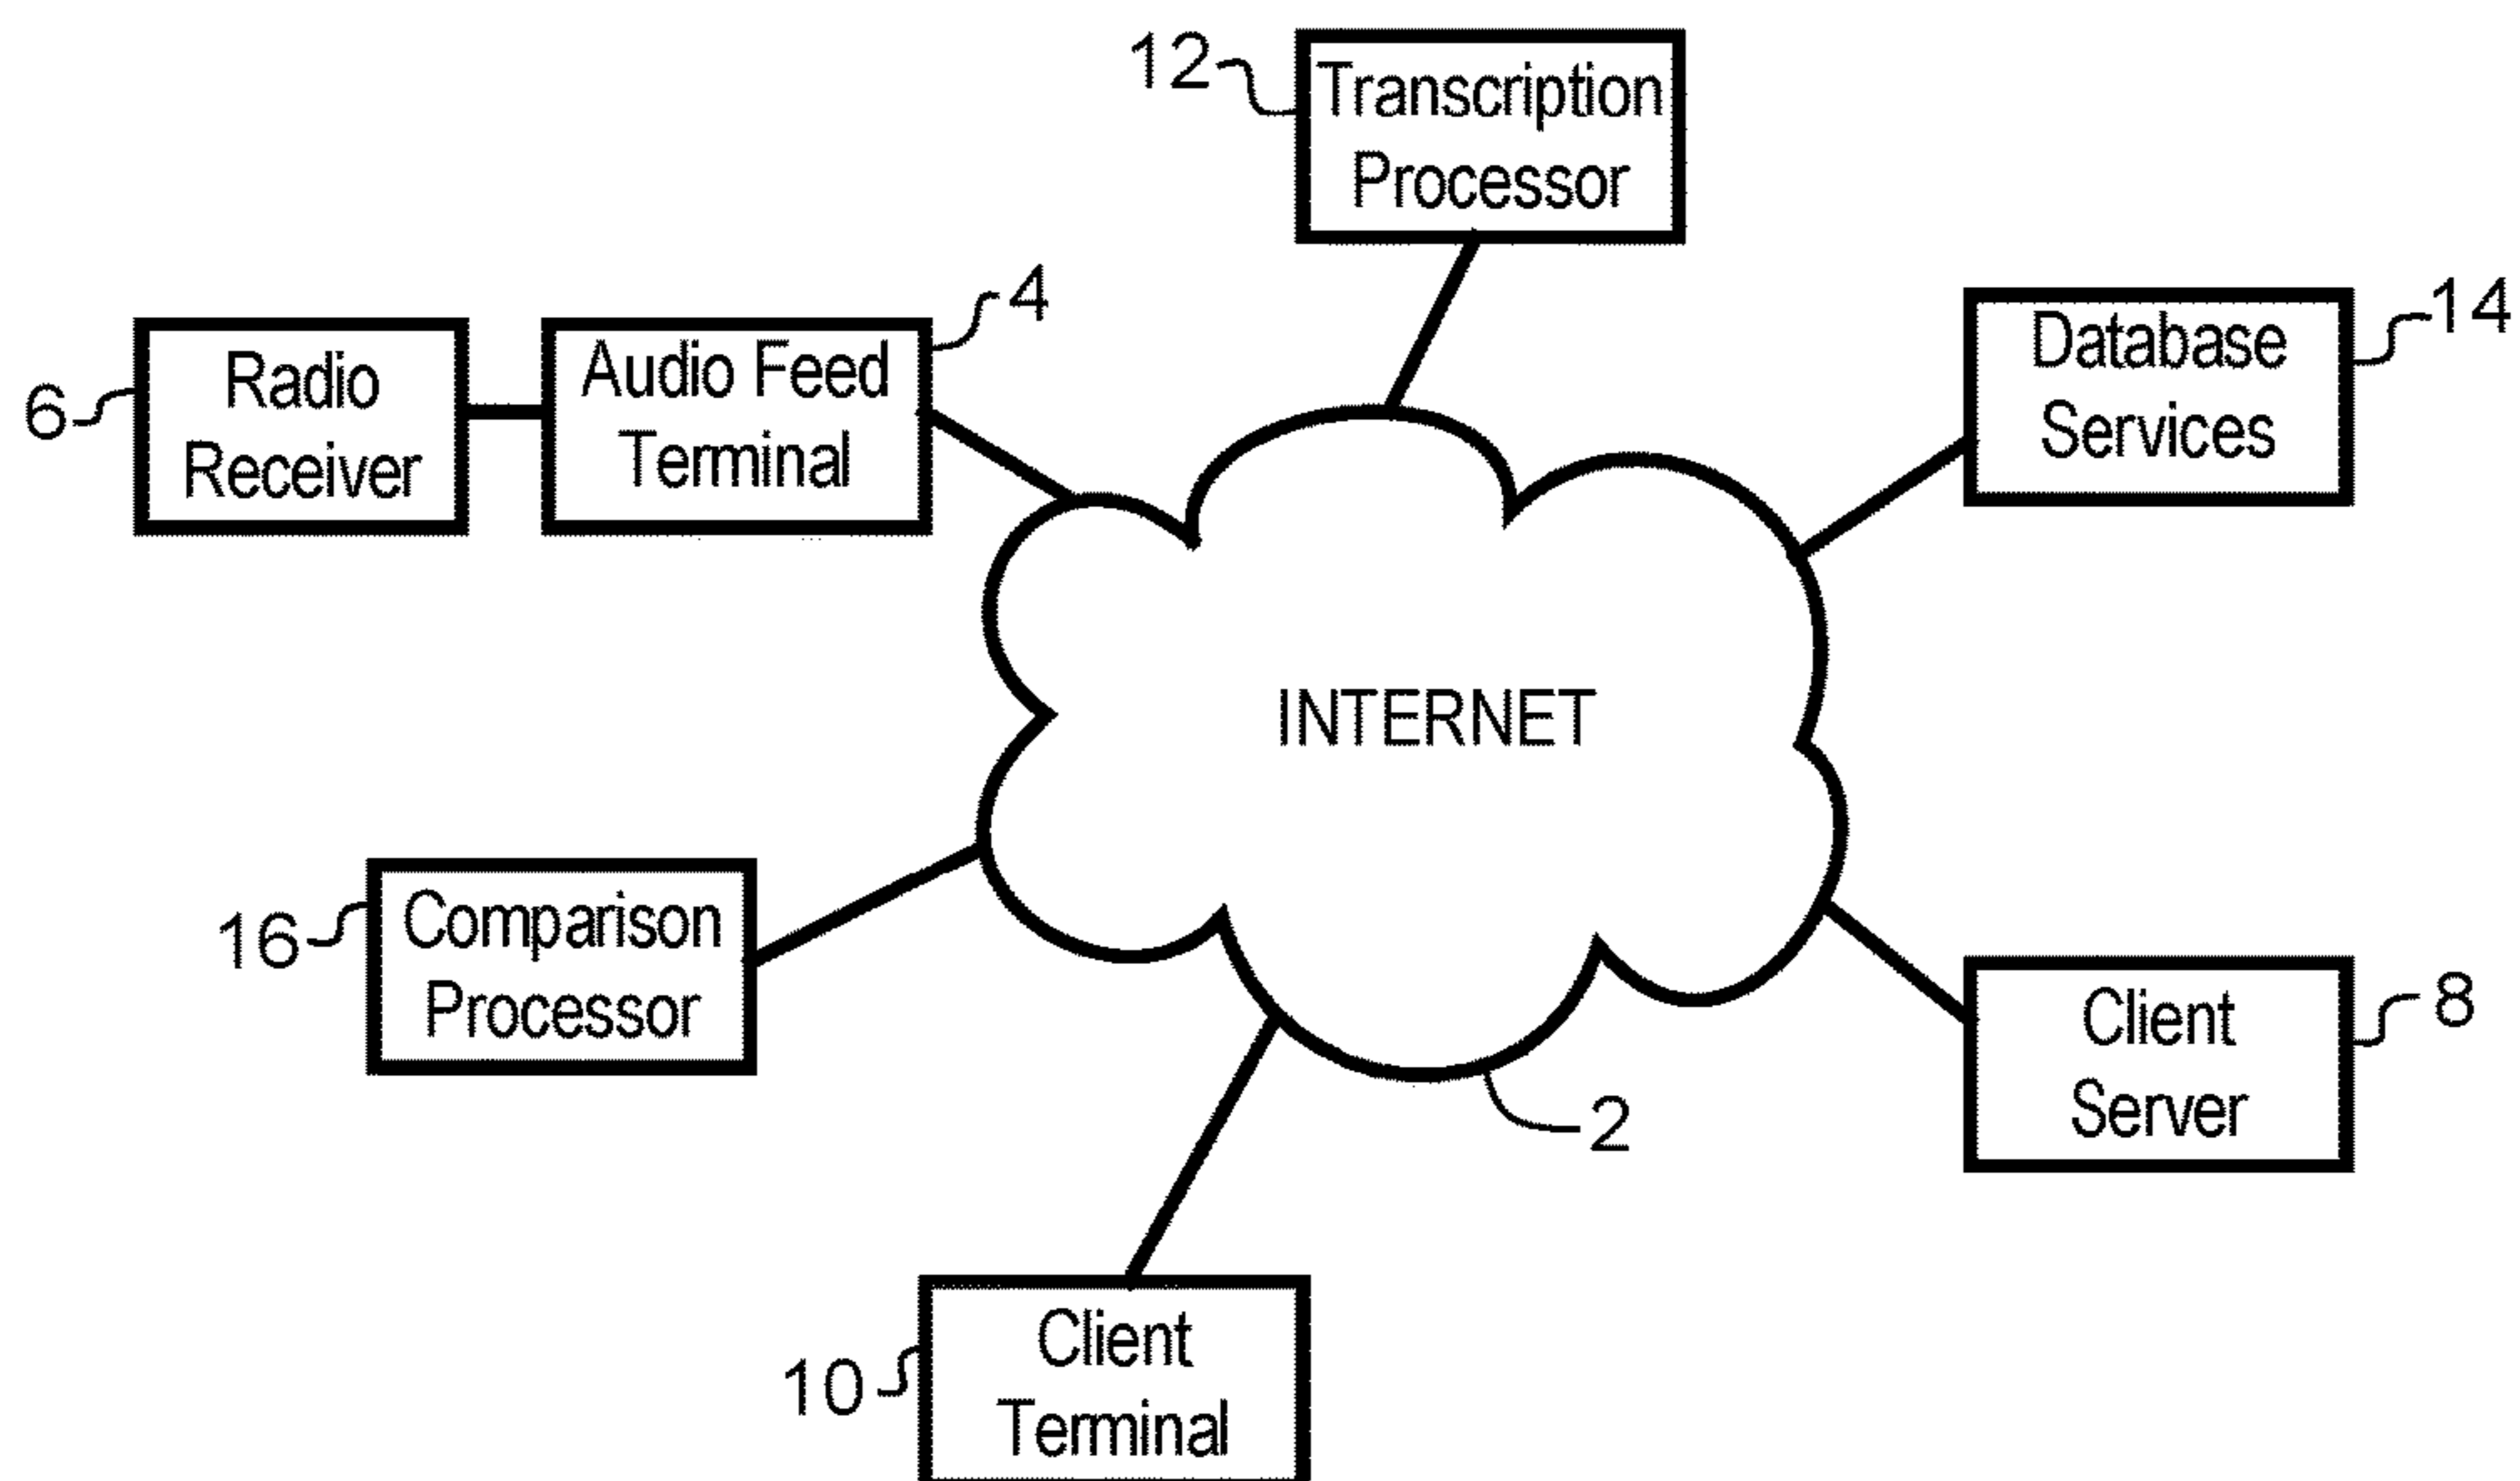 12
Transcription
Processor
4
14
6
Radio
Receiver
Audio Feed
Terminal
Database
Services
INTERNET
16
Comparison
Processor
8
Client
Server
2
10
Client
Terminal